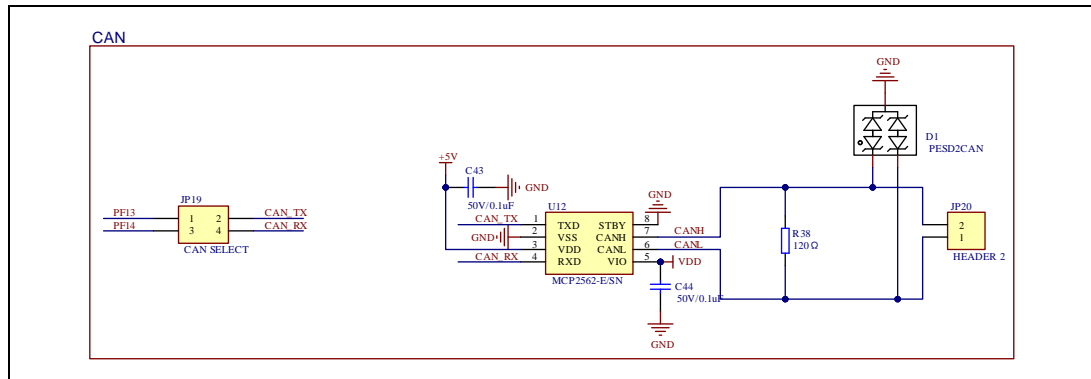 CAN
GND
D1
PESD2CAN
+5V
C43
50V/0.1uF
GND
JP19
PF13 1 2 CAN_TX
PF14 3 4 CAN_RX
CAN SELECT
U12
GND
CAN_TX 1 TXD STBY 8
GND 2 VSS CANH 7 CANH
3 VDD CANL 6 CANL
CAN_RX 4 RXD VIO 5 VDD
MCP2562-E/SN
C44
50V/0.1uF
GND
R38
120Ω
JP20
2
1
HEADER 2